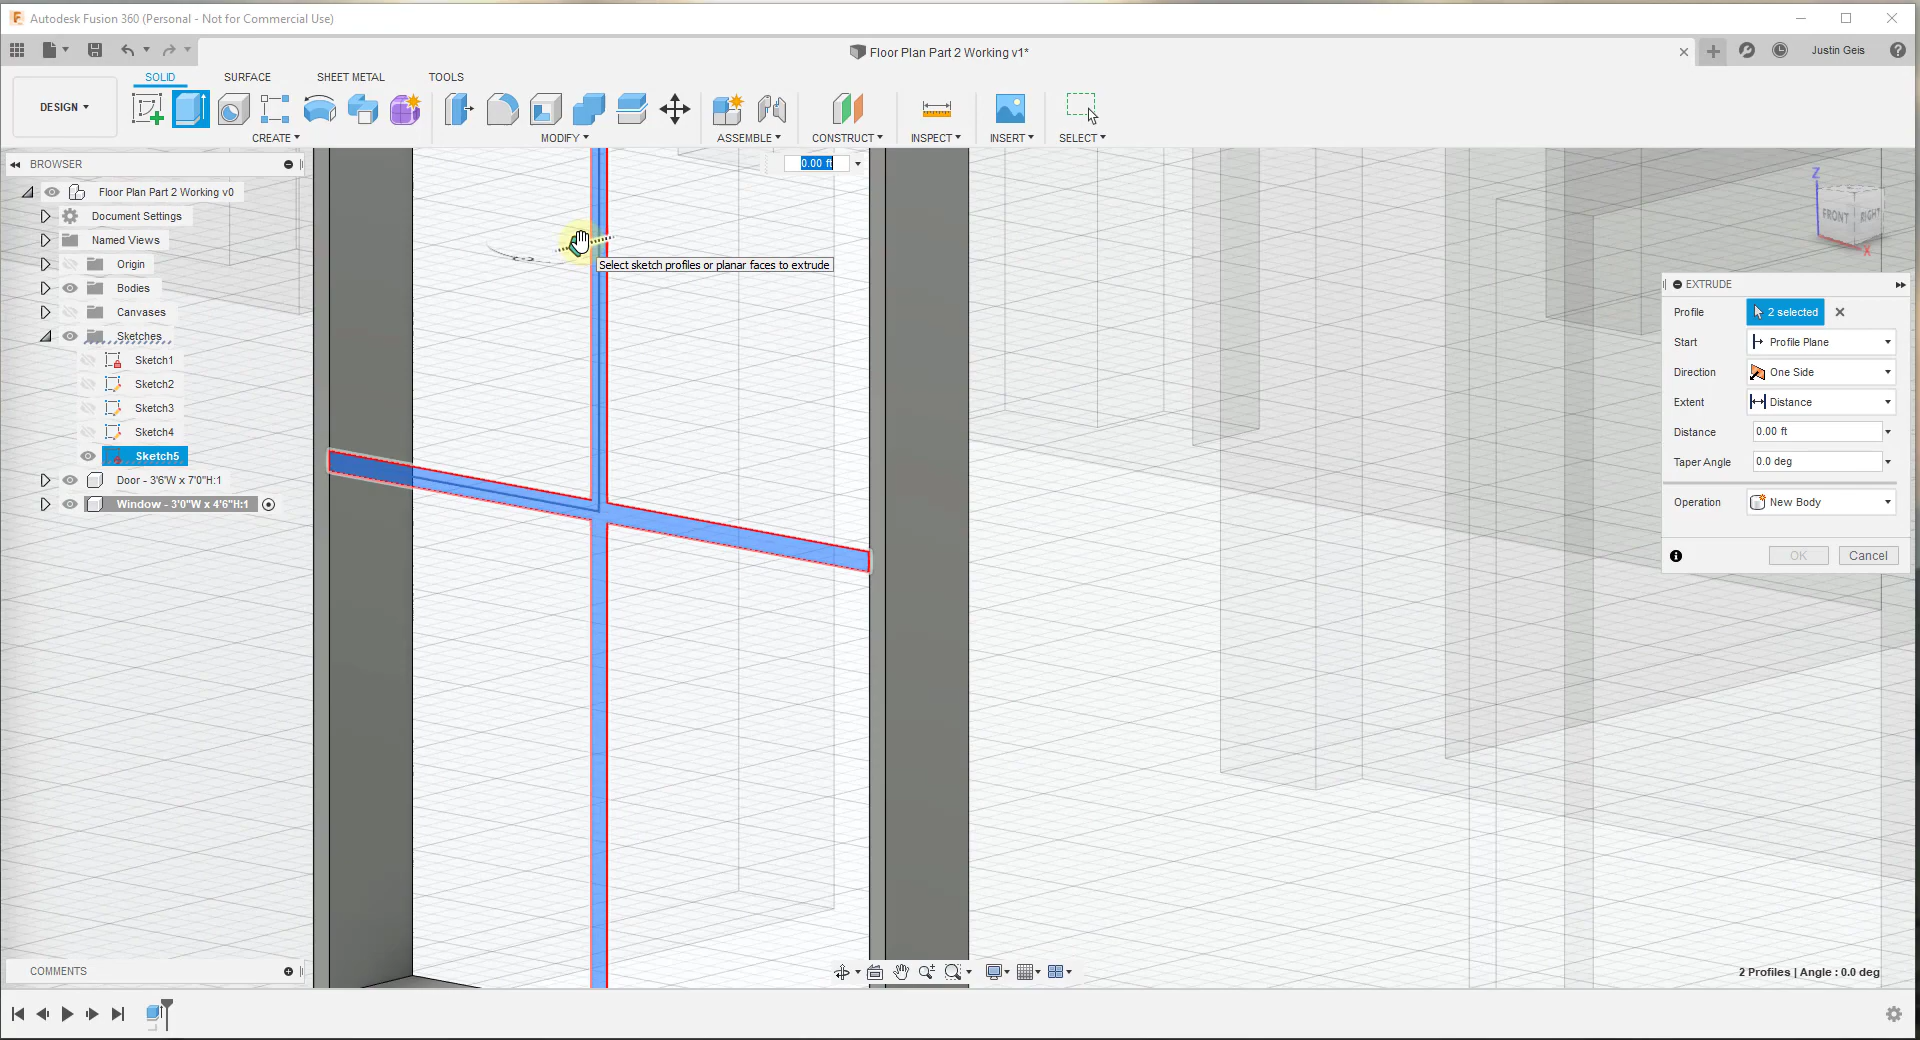 Autodesk Fusion 360 (Personal - Not for Commercial Use)
Floor Plan Part 2 Working v1*
Justin Geis
DESIGN
SOLID
SURFACE
SHEET METAL
TOOLS
CREATE
MODIFY
ASSEMBLE
CONSTRUCT
INSPECT
INSERT
SELECT
BROWSER
Floor Plan Part 2 Working v0
Document Settings
Named Views
Origin
Bodies
Canvases
Sketches
Sketch1
Sketch2
Sketch3
Sketch4
Sketch5
Door - 3'6"W x 7'0"H:1
Window - 3'0"W x 4'6"H:1
0.00 ft
Select sketch profiles or planar faces to extrude
Z
FRONT
RIGHT
X
EXTRUDE
Profile
2 selected
Start
Profile Plane
Direction
One Side
Extent
Distance
Distance
0.00 ft
Taper Angle
0.0 deg
Operation
New Body
OK
Cancel
COMMENTS
2 Profiles | Angle : 0.0 deg